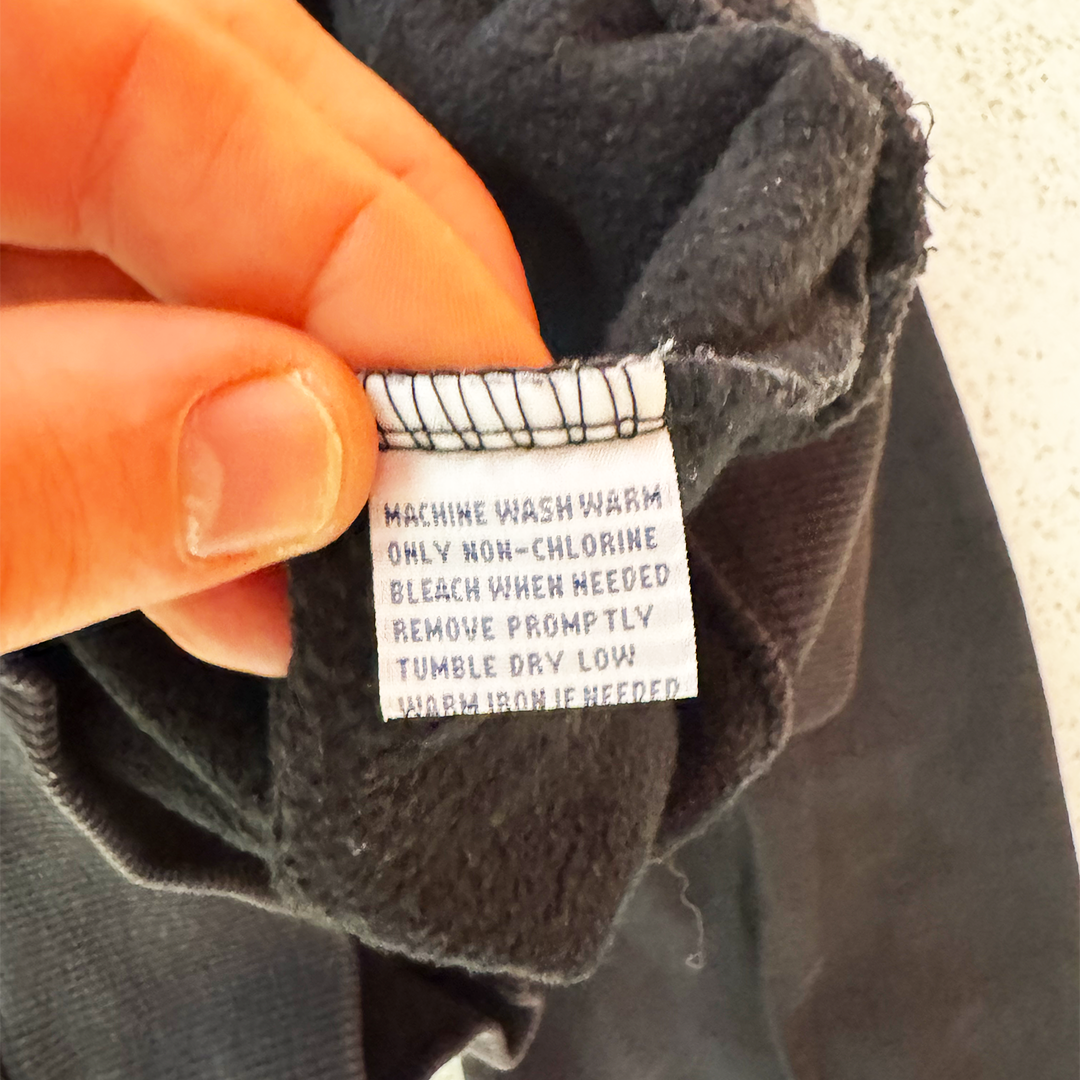 MACHINE WASH WARM
ONLY NON-CHLORINE
BLEACH WHEN NEEDED
REMOVE PROMPTLY
TUMBLE DRY LOW
WARM IRON IF NEEDED